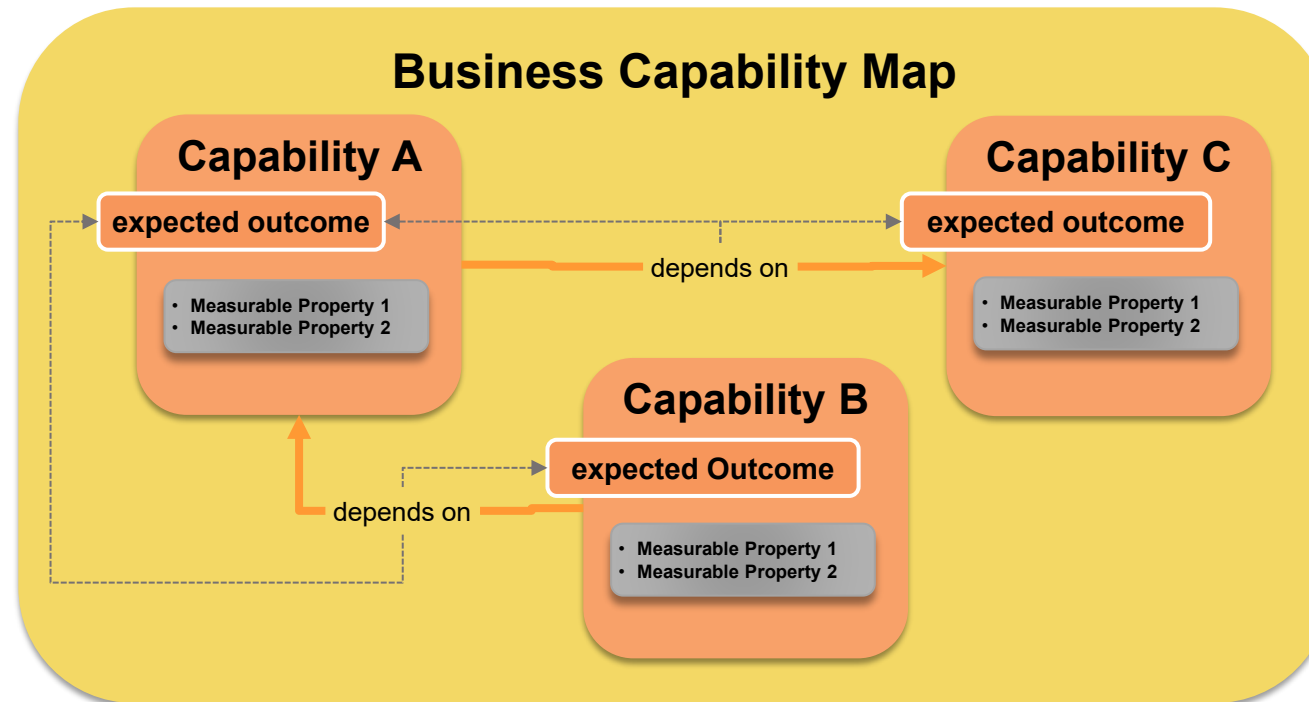 Business Capability Map
Capability A
expected outcome
• Measurable Property 1
• Measurable Property 2
depends on
Capability C
expected outcome
• Measurable Property 1
• Measurable Property 2
Capability B
expected Outcome
• Measurable Property 1
• Measurable Property 2
depends on